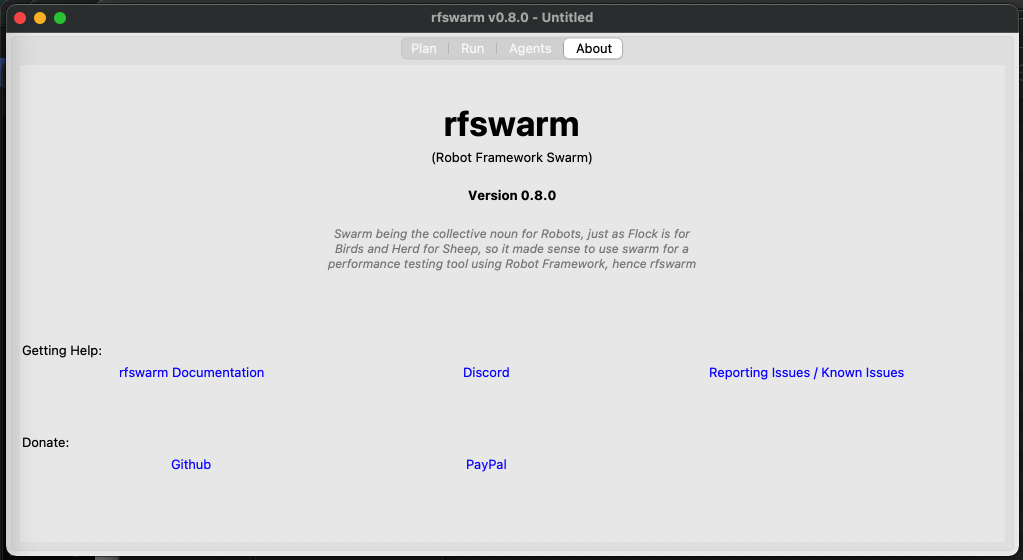 rfswarm v0.8.0 - Untitled
Plan Run Agents About
rfswarm
(Robot Framework Swarm)
Version 0.8.0
Swarm being the collective noun for Robots, just as Flock is for
Birds and Herd for Sheep, so it made sense to use swarm for a
performance testing tool using Robot Framework, hence rfswarm
Getting Help:
rfswarm Documentation Discord Reporting Issues / Known Issues
Donate:
Github PayPal